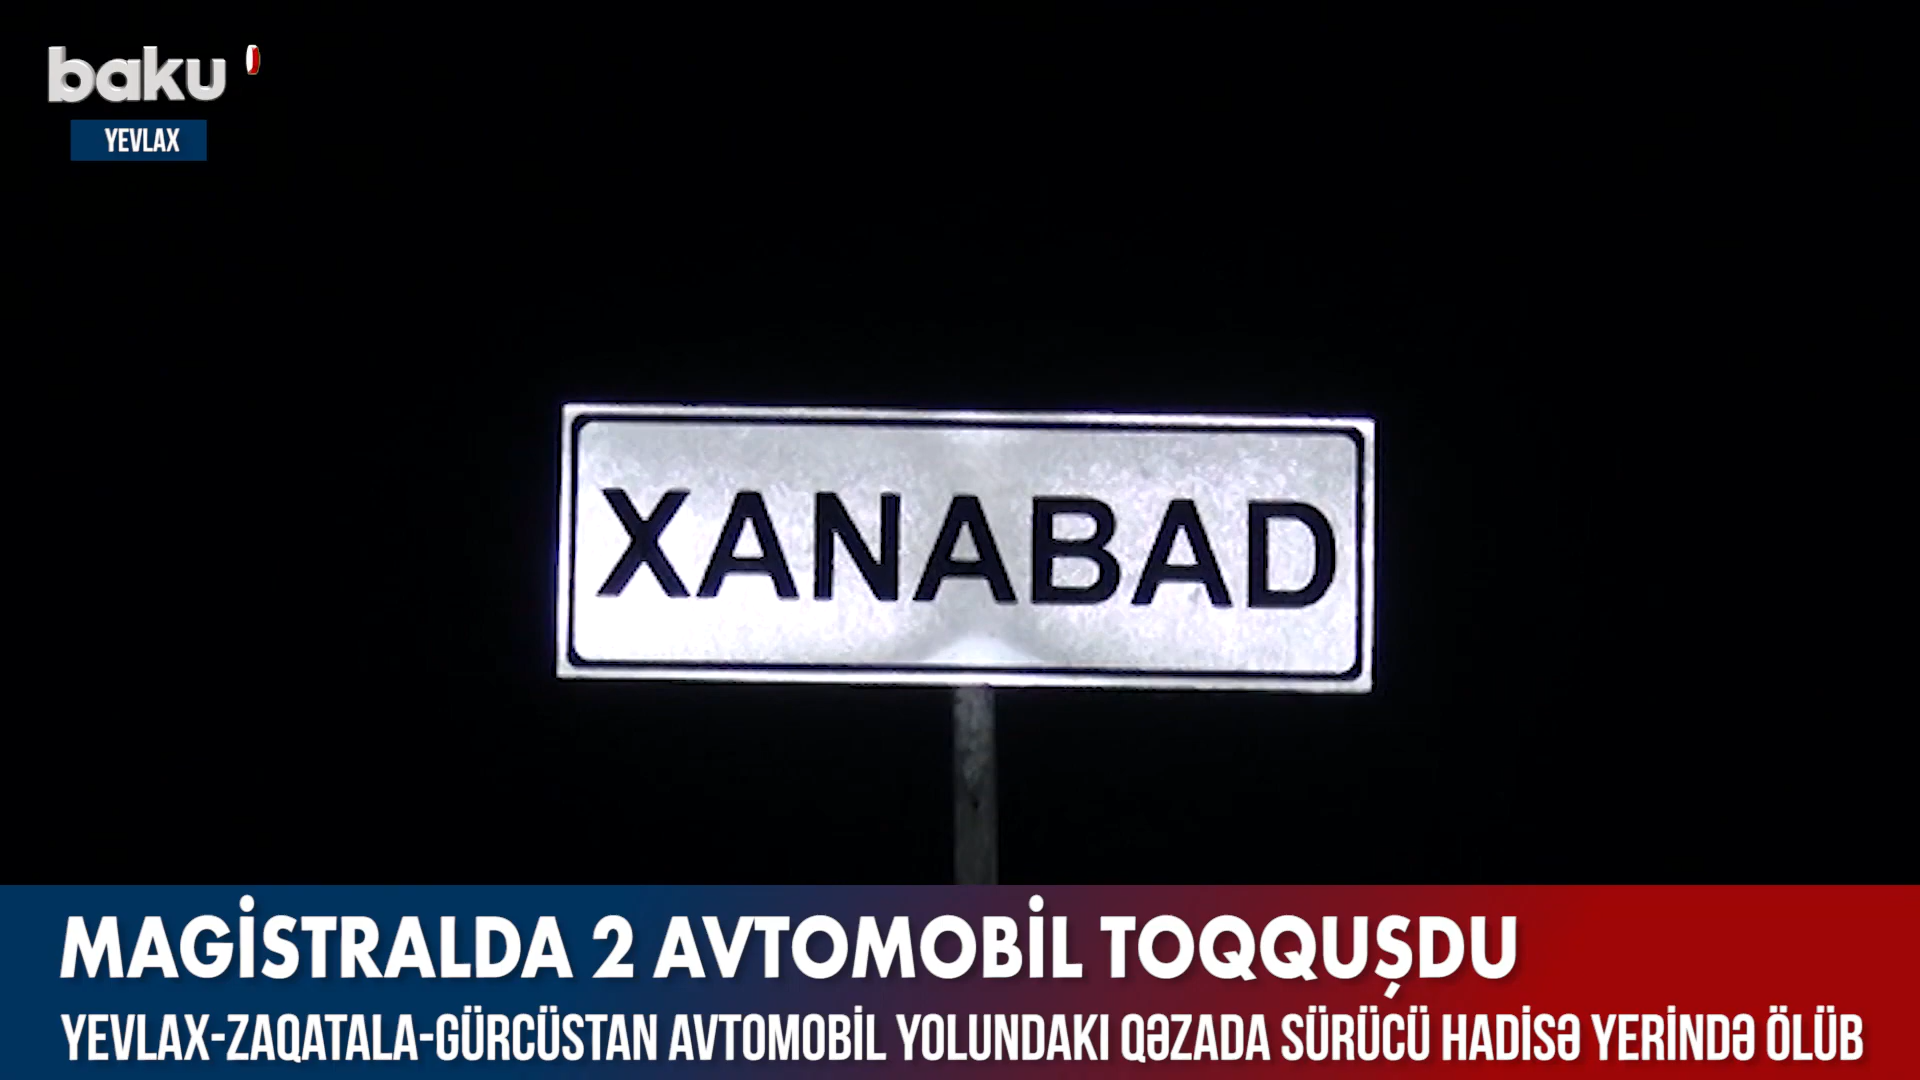 baku
YEVLAX
XANABAD
MAGİSTRALDA 2 AVTOMOBİL TOQQUŞDU
YEVLAX-ZAQATALA-GÜRCÜSTAN AVTOMOBİL YOLUNDAKI QƏZADA SÜRÜCÜ HADİSƏ YERİNDƏ ÖLÜB